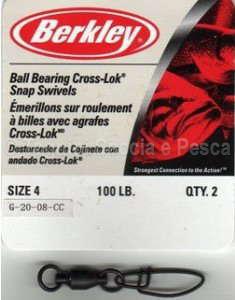 Berkley
Ball Bearing Cross-Lok®
Snap Swivels
Émerillons sur roulement
à billes avec agrafes
Cross-Lok
Destorcedor de Cojinete con
andado Cross-Lok®
e Pesca
Strongest Connection to the Action!
SIZE 4 100 LB. QTY. 2
G-20-08-CC